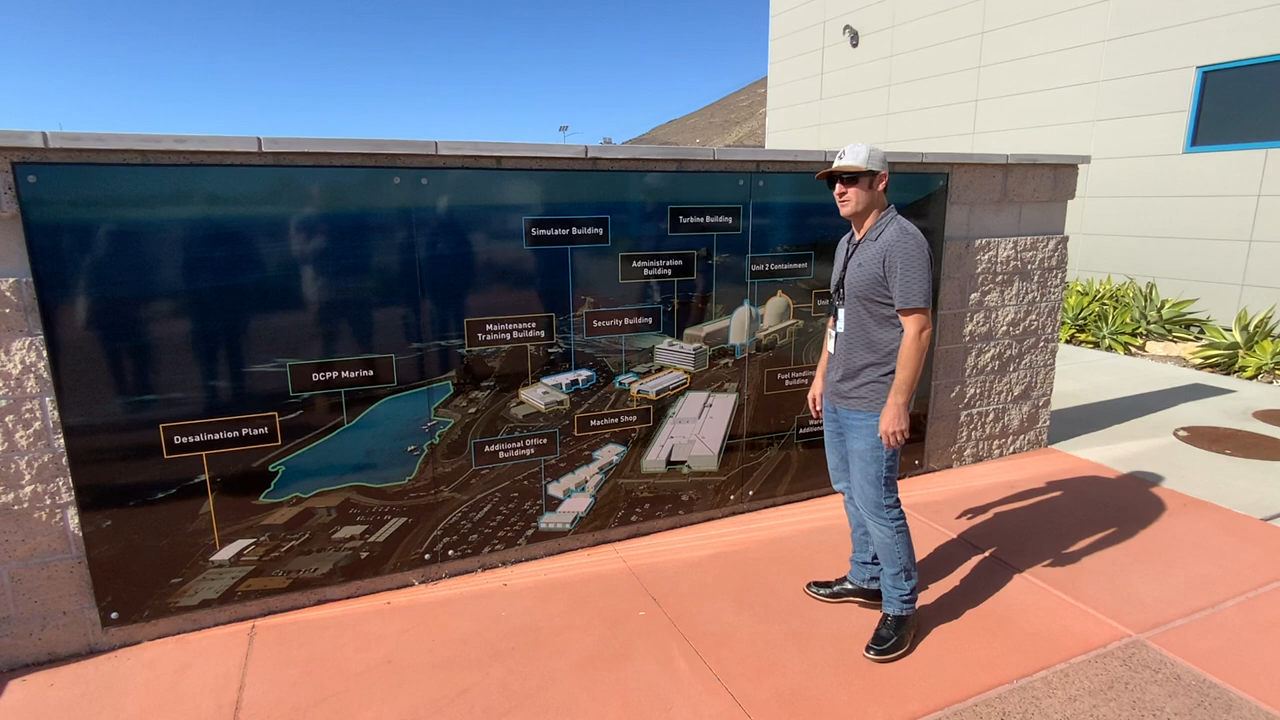 Turbine Building
Simulator Building
Administration
Building
Unit 2 Containment
Unit
Security Building
Maintenance
Training Building
DCPP Marina
Fuel Handling
Building
Machine Shop
Desalination Plant
Additional Office
Buildings